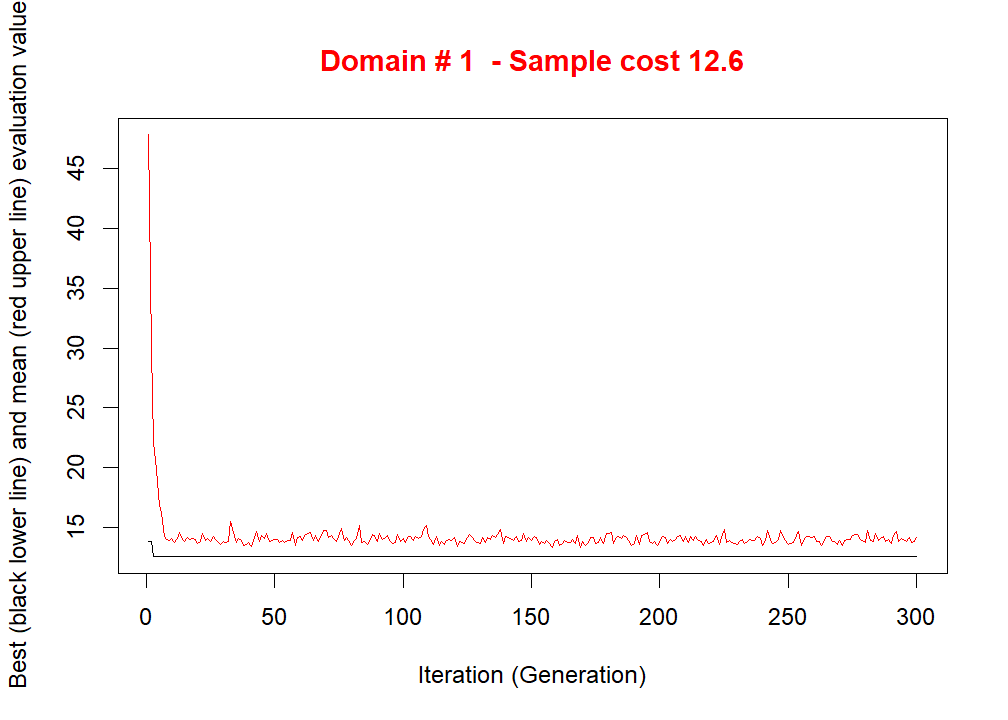 Domain # 1  - Sample cost 12.6
Best (black lower line) and mean (red upper line) evaluation value
45
40
35
30
25
20
15
0 50 100 150 200 250 300
Iteration (Generation)